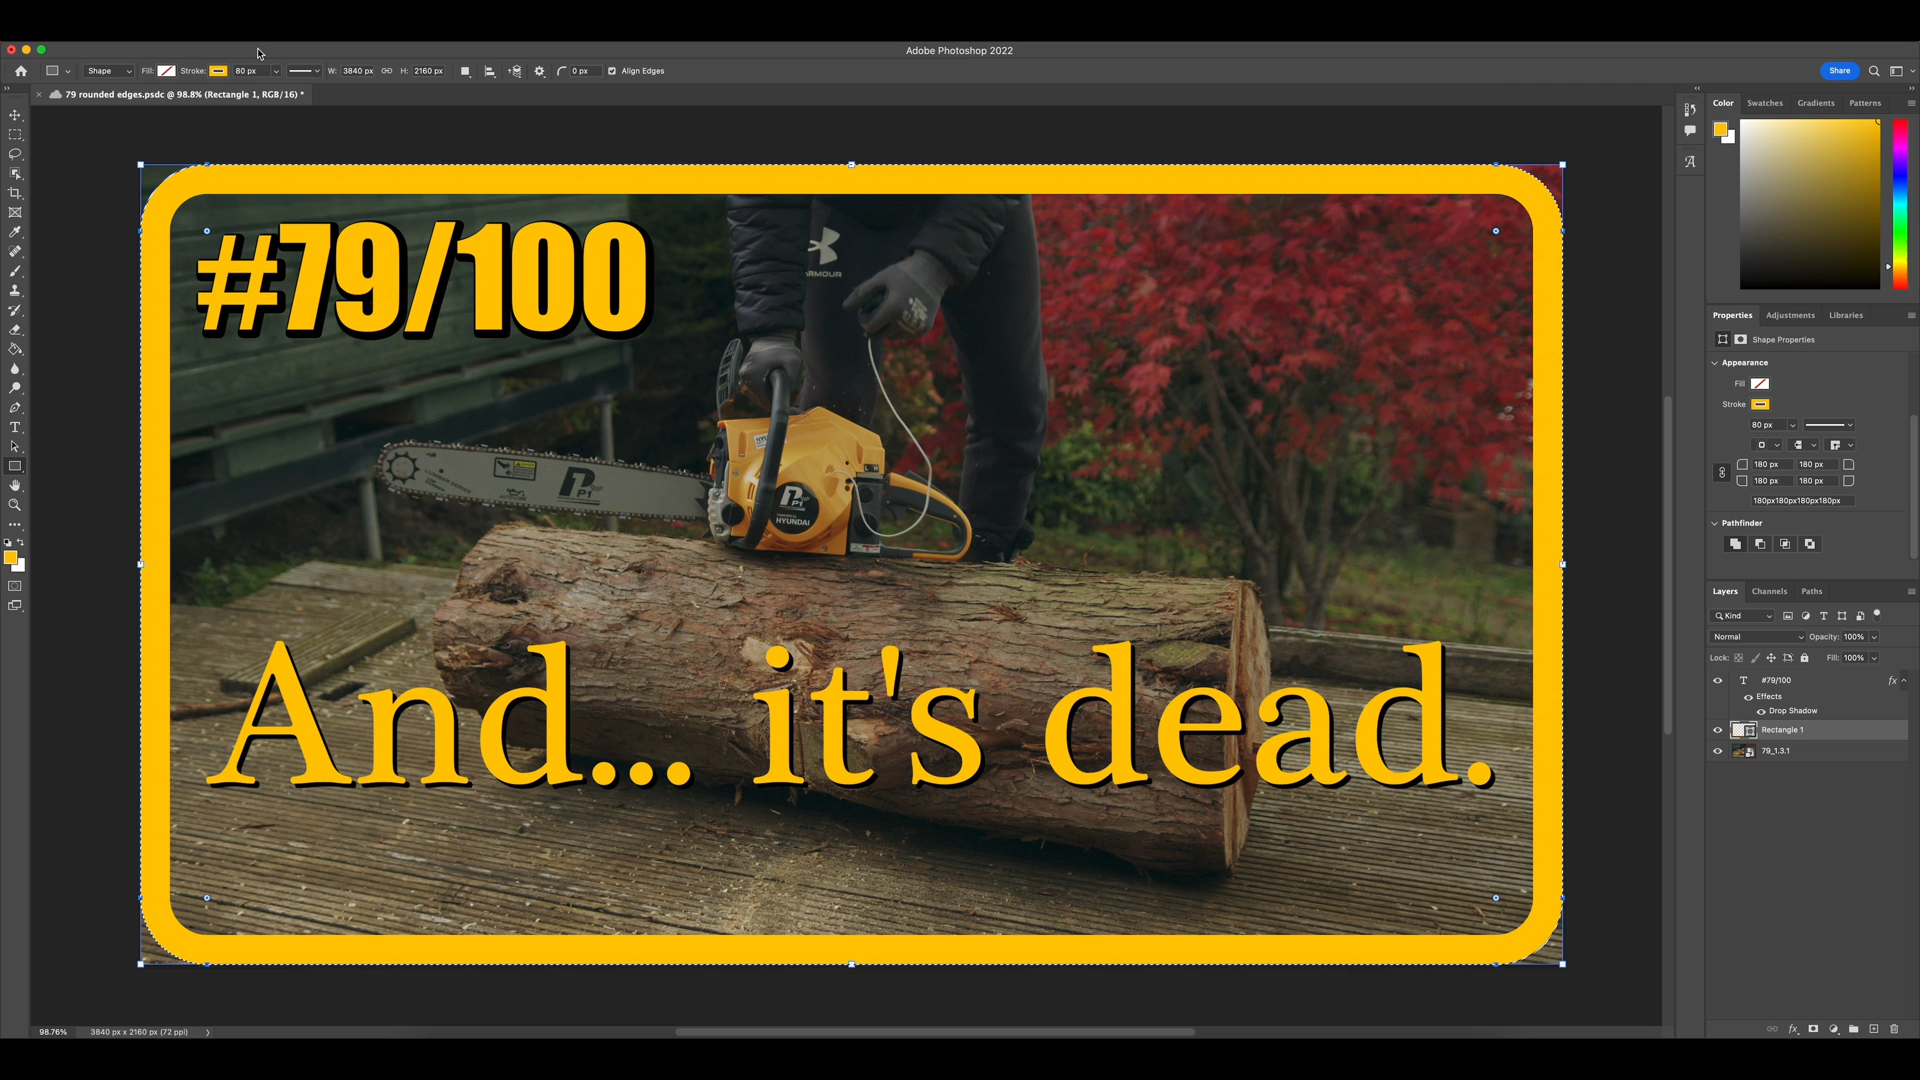 Adobe Photoshop 2022
Shape Fill: Stroke: 80 px W: 3840 px H: 2160 px 0 px Align Edges Share
79 rounded edges.psdc @ 98.8% (Rectangle 1, RGB/16) *
Color Swatches Gradients Patterns
#79/100
ARMOUR
P1
P1
HYUNDAI
And... it's dead.
98.76% 3840 px x 2160 px (72 ppi)
Properties Adjustments Libraries
Shape Properties
Appearance
Fill
Stroke
80 px
180 px 180 px
180 px 180 px
180px180px180px180px
Pathfinder
Layers Channels Paths
Kind
Normal Opacity: 100%
Lock: Fill: 100%
#79/100 fx
Effects
Drop Shadow
Rectangle 1
79_1.3.1
fx